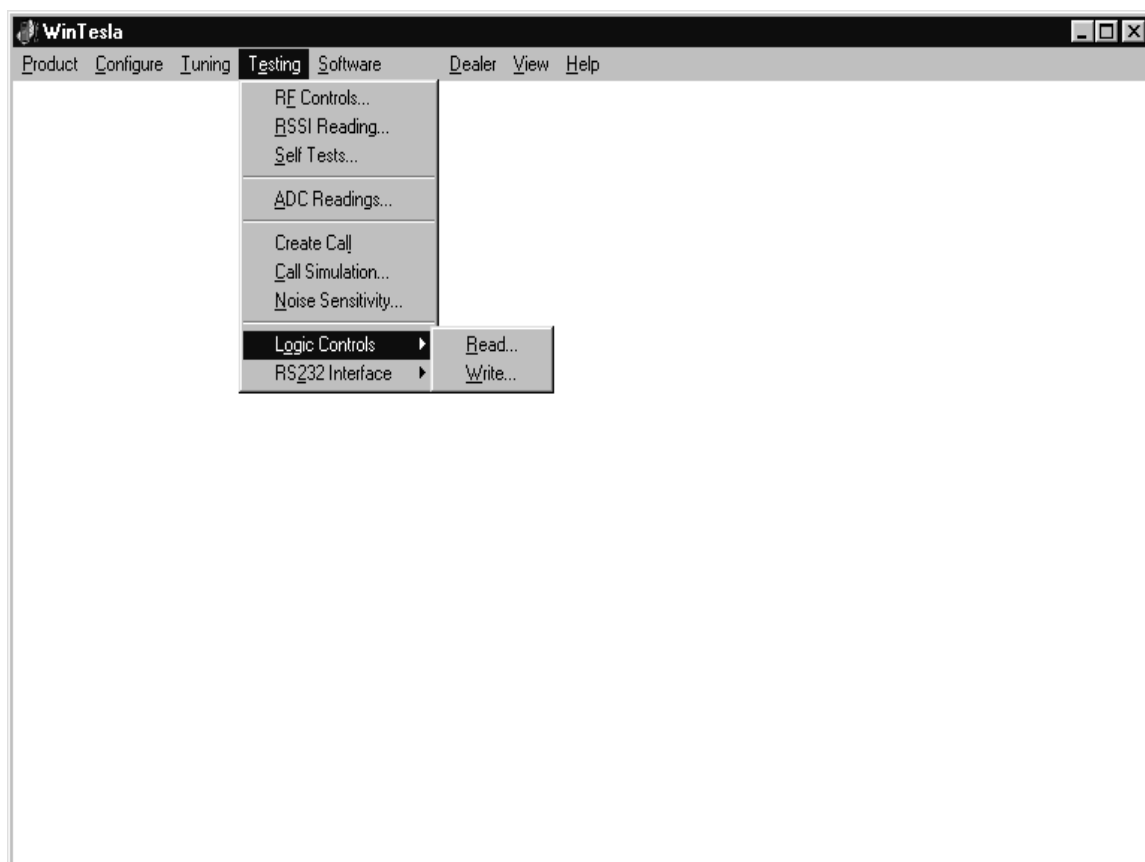 WinTesla
Product Configure Tuning Testing Software Dealer View Help
RF Controls...
RSSI Reading...
Self Tests...
ADC Readings...
Create Call
Call Simulation...
Noise Sensitivity...
Logic Controls Read...
RS232 Interface Write...